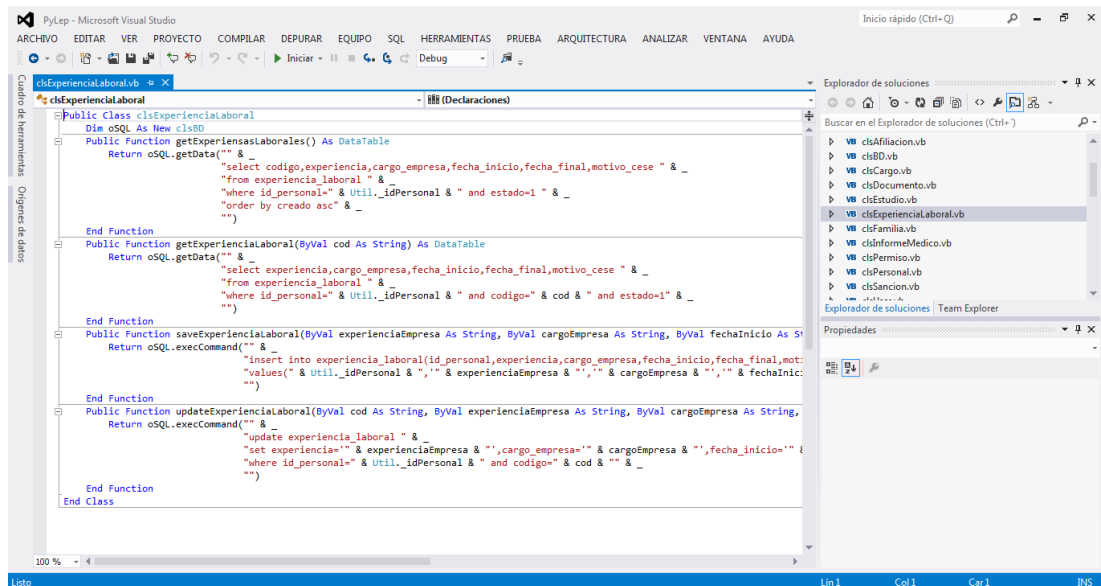 PyLep - Microsoft Visual Studio
Inicio rápido (Ctrl+Q)
ARCHIVO EDITAR VER PROYECTO COMPILAR DEPURAR EQUIPO SQL HERRAMIENTAS PRUEBA ARQUITECTURA ANALIZAR VENTANA AYUDA
Iniciar
Debug
Cuadro de herramientas
Orígenes de datos
clsExperienciaLaboral.vb
clsExperienciaLaboral
(Declaraciones)
Public Class clsExperienciaLaboral
Dim oSQL As New clsBD
Public Function getExperiensasLaborales() As DataTable
Return oSQL.getData("" & _
"select codigo,experiencia,cargo_empresa,fecha_inicio,fecha_final,motivo_cese " & _
"from experiencia_laboral " & _
"where id_personal=" & Util._idPersonal & " and estado=1 " & _
"order by creado asc" & _
"")
End Function
Public Function getExperienciaLaboral(ByVal cod As String) As DataTable
Return oSQL.getData("" & _
"select experiencia,cargo_empresa,fecha_inicio,fecha_final,motivo_cese " & _
"from experiencia_laboral " & _
"where id_personal=" & Util._idPersonal & " and codigo=" & cod & " and estado=1" & _
"")
End Function
Public Function saveExperienciaLaboral(ByVal experienciaEmpresa As String, ByVal cargoEmpresa As String, ByVal fechaInicio As
Return oSQL.execCommand("" & _
"insert into experiencia_laboral(id_personal,experiencia,cargo_empresa,fecha_inicio,fecha_final,
"values(" & Util._idPersonal & ",'" & experienciaEmpresa & "','" & cargoEmpresa & "','" &
"")
End Function
Public Function updateExperienciaLaboral(ByVal cod As String, ByVal experienciaEmpresa As String, ByVal cargoEmpresa As String,
Return oSQL.execCommand("" & _
"update experiencia_laboral " & _
"set experiencia='" & experienciaEmpresa & "',cargo_empresa='" & cargoEmpresa & "',fecha_inicio='" &
"where id_personal=" & Util._idPersonal & " and codigo=" & cod & "" & _
"")
End Function
End Class
100 %
Explorador de soluciones
Buscar en el Explorador de soluciones (Ctrl+´)
VB clsAfiliacion.vb
VB clsBD.vb
VB clsCargo.vb
VB clsDocumento.vb
VB clsEstudio.vb
VB clsExperienciaLaboral.vb
VB clsFamilia.vb
VB clsInformeMedico.vb
VB clsPermiso.vb
VB clsPersonal.vb
VB clsSancion.vb
Explorador de soluciones Team Explorer
Propiedades
Listo
Lín 1 Col 1 Car 1 INS